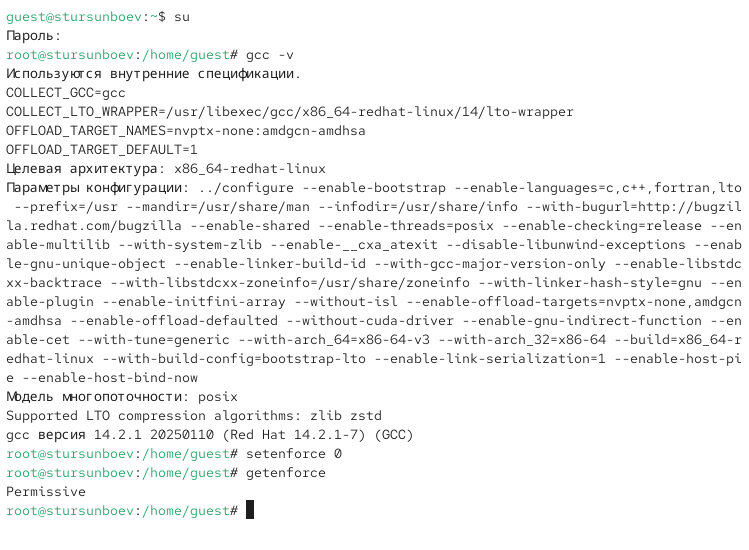 guest@stursunboev:~$ su
Пароль:
root@stursunboev:/home/guest# gcc -v
Используются внутренние спецификации.
COLLECT_GCC=gcc
COLLECT_LTO_WRAPPER=/usr/libexec/gcc/x86_64-redhat-linux/14/lto-wrapper
OFFLOAD_TARGET_NAMES=nvptx-none:amdgcn-amdhsa
OFFLOAD_TARGET_DEFAULT=1
Целевая архитектура: x86_64-redhat-linux
Параметры конфигурации: ../configure --enable-bootstrap --enable-languages=c,c++,fortran,lto
 --prefix=/usr --mandir=/usr/share/man --infodir=/usr/share/info --with-bugurl=http://bugzil
la.redhat.com/bugzilla --enable-shared --enable-threads=posix --enable-checking=release --en
able-multilib --with-system-zlib --enable-__cxa_atexit --disable-libunwind-exceptions --enab
le-gnu-unique-object --enable-linker-build-id --with-gcc-major-version-only --enable-libstdc
xx-backtrace --with-libstdcxx-zoneinfo=/usr/share/zoneinfo --with-linker-hash-style=gnu --en
able-plugin --enable-initfini-array --without-isl --enable-offload-targets=nvptx-none,amdgcn
-amdhsa --enable-offload-defaulted --without-cuda-driver --enable-gnu-indirect-function --en
able-cet --with-tune=generic --with-arch_64=x86-64-v3 --with-arch_32=x86-64 --build=x86_64-r
edhat-linux --with-build-config=bootstrap-lto --enable-link-serialization=1 --enable-host-pi
e --enable-host-bind-now
Модель многопоточности: posix
Supported LTO compression algorithms: zlib zstd
gcc версия 14.2.1 20250110 (Red Hat 14.2.1-7) (GCC)
root@stursunboev:/home/guest# setenforce 0
root@stursunboev:/home/guest# getenforce
Permissive
root@stursunboev:/home/guest#